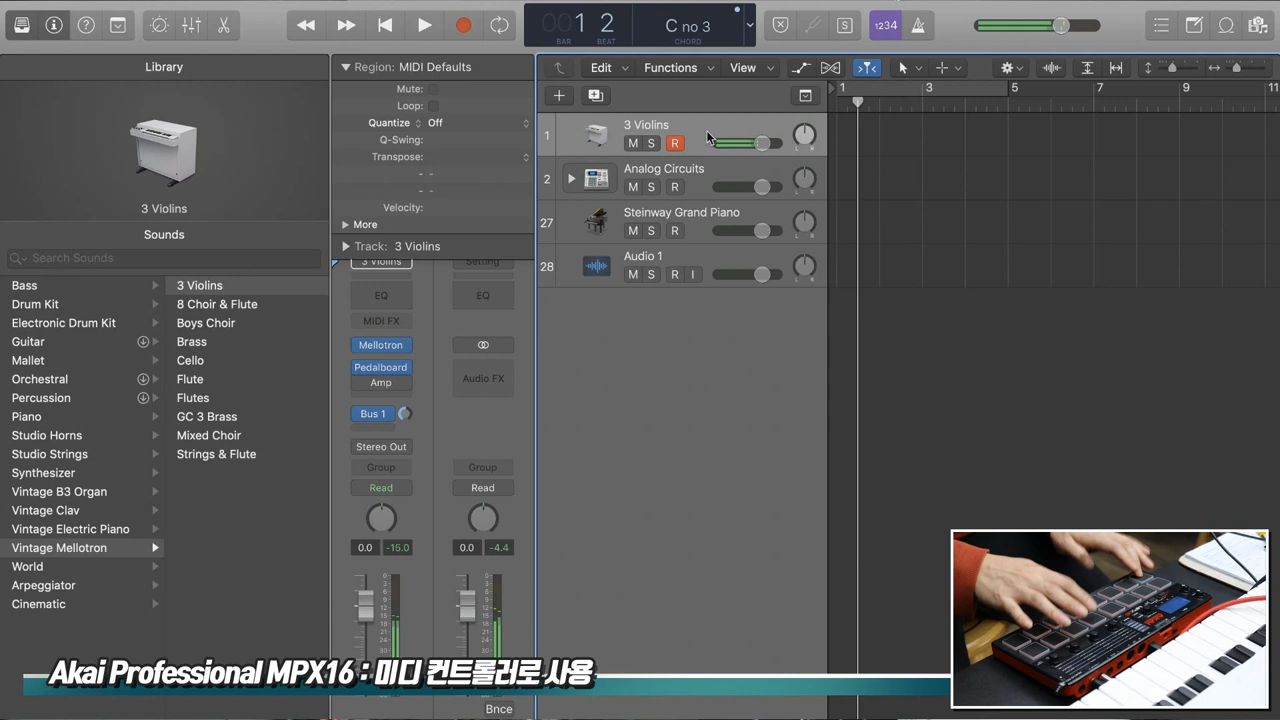 1 2
BAR BEAT
C no 3
CHORD
S
1234
Library
3 Violins
Sounds
Search Sounds
Bass
Drum Kit
Electronic Drum Kit
Guitar
Mallet
Orchestral
Percussion
Piano
Studio Horns
Studio Strings
Synthesizer
Vintage B3 Organ
Vintage Clav
Vintage Electric Piano
Vintage Mellotron
World
Arpeggiator
Cinematic
3 Violins
8 Choir & Flute
Boys Choir
Brass
Cello
Flute
Flutes
GC 3 Brass
Mixed Choir
Strings & Flute
Region: MIDI Defaults
Mute:
Loop:
Quantize Off
Q-Swing:
Transpose:
Velocity:
More
Track: 3 Violins
3 Violins
Setting
EQ
EQ
MIDI FX
Mellotron
Pedalboard
Amp
Audio FX
Bus 1
Stereo Out
Group
Group
Read
Read
0.0 -15.0
0.0 -4.4
Bnce
Edit Functions View
1 3 5 7 9 11
1 3 Violins
M S R
2 Analog Circuits
M S R
27 Steinway Grand Piano
M S R
28 Audio 1
M S R I
Akai Professional MPX16 : 미디 컨트롤러로 사용